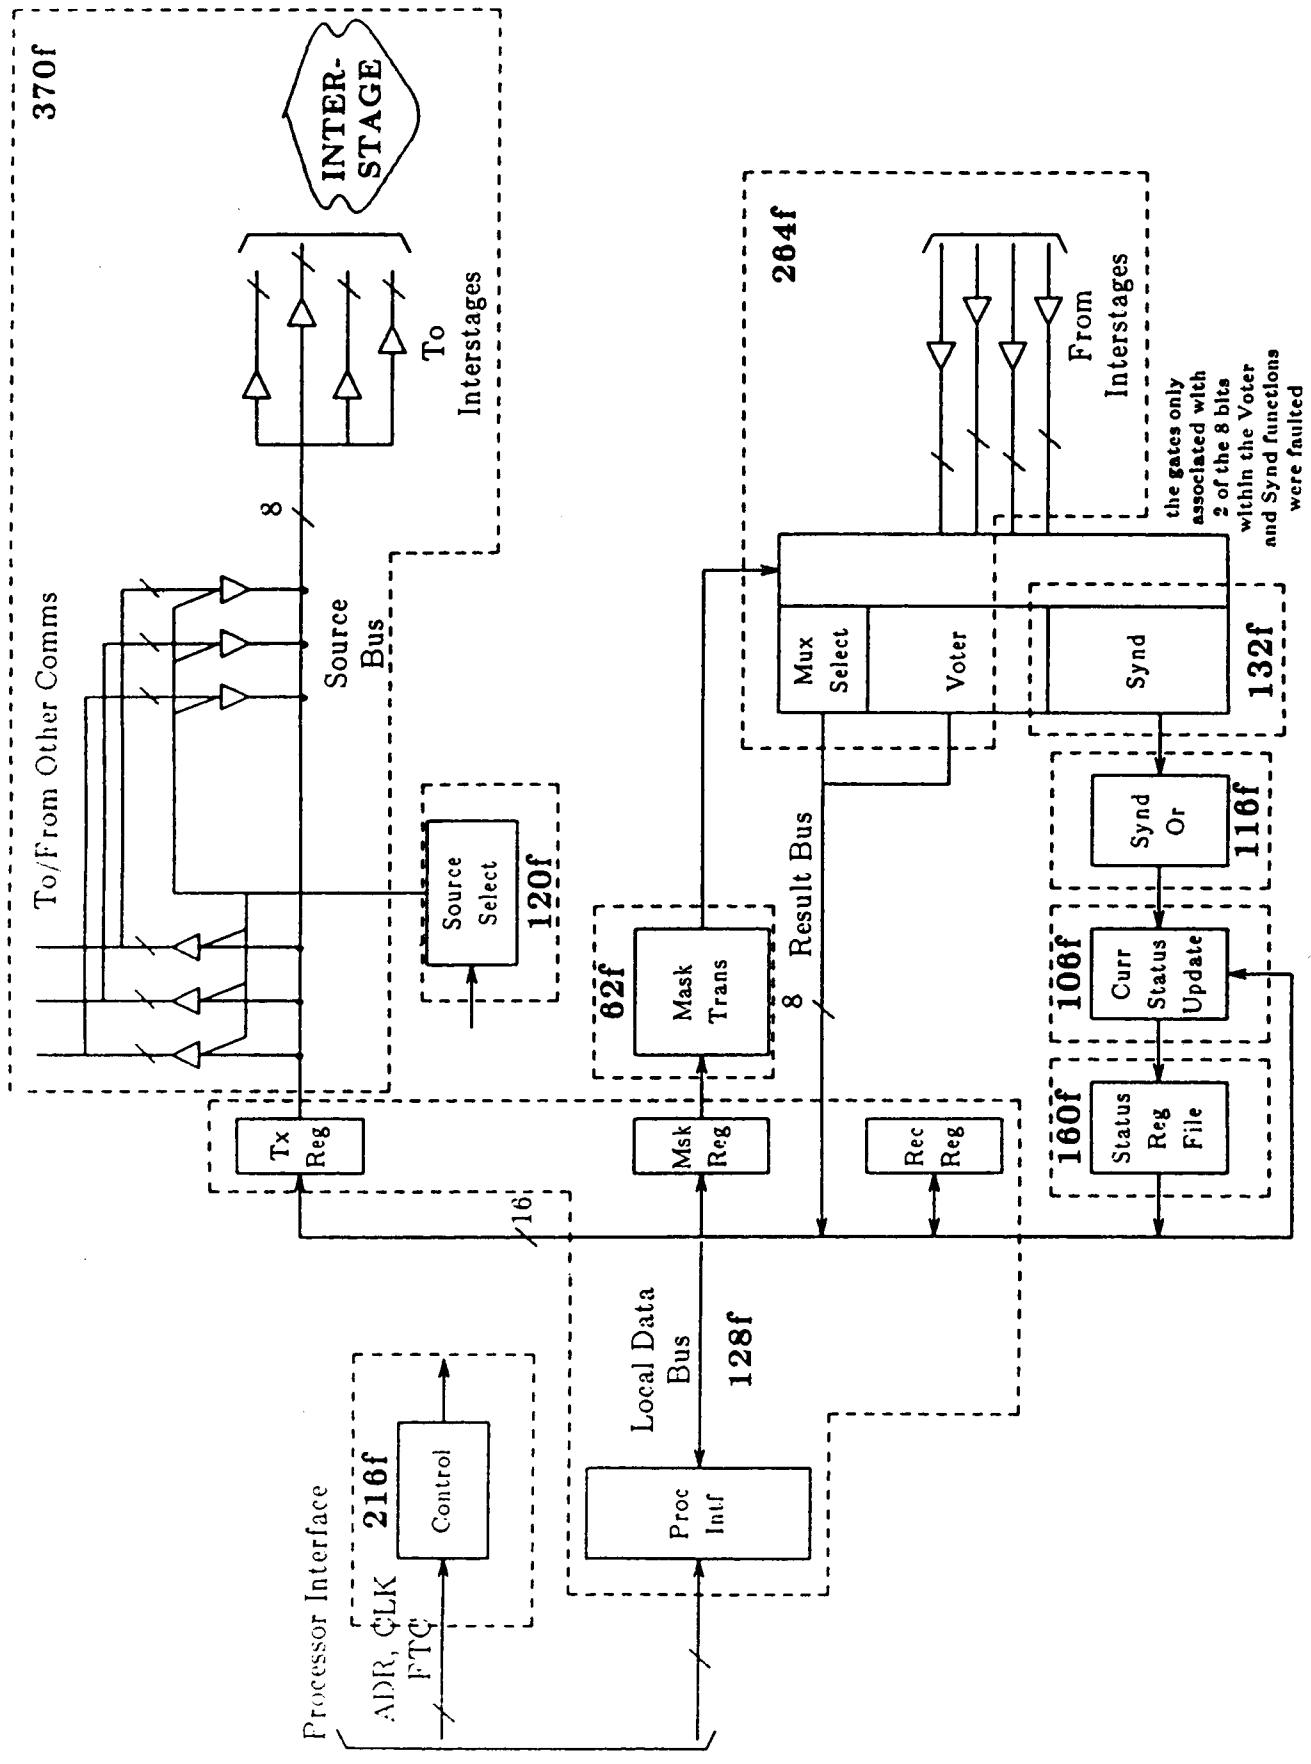 Processor Interface
ADR, CLK
FTC
216f
Control
Proc
Intf
Local Data
Bus
128f
16
Tx
Reg
Msk
Reg
Rec
Reg
160f
Status
Reg
File
To/From Other Comms
Source
Select
120f
62f
Mask
Trans
8
Result Bus
106f
Curr
Status
Update
Synd
Or
116f
Source
Bus
8
Mux
Select
Voter
Synd
132f
370f
INTER-
STAGE
To
Interstages
264f
From
Interstages
the gates only
associated with
2 of the 8 bits
within the Voter
and Synd functions
were faulted